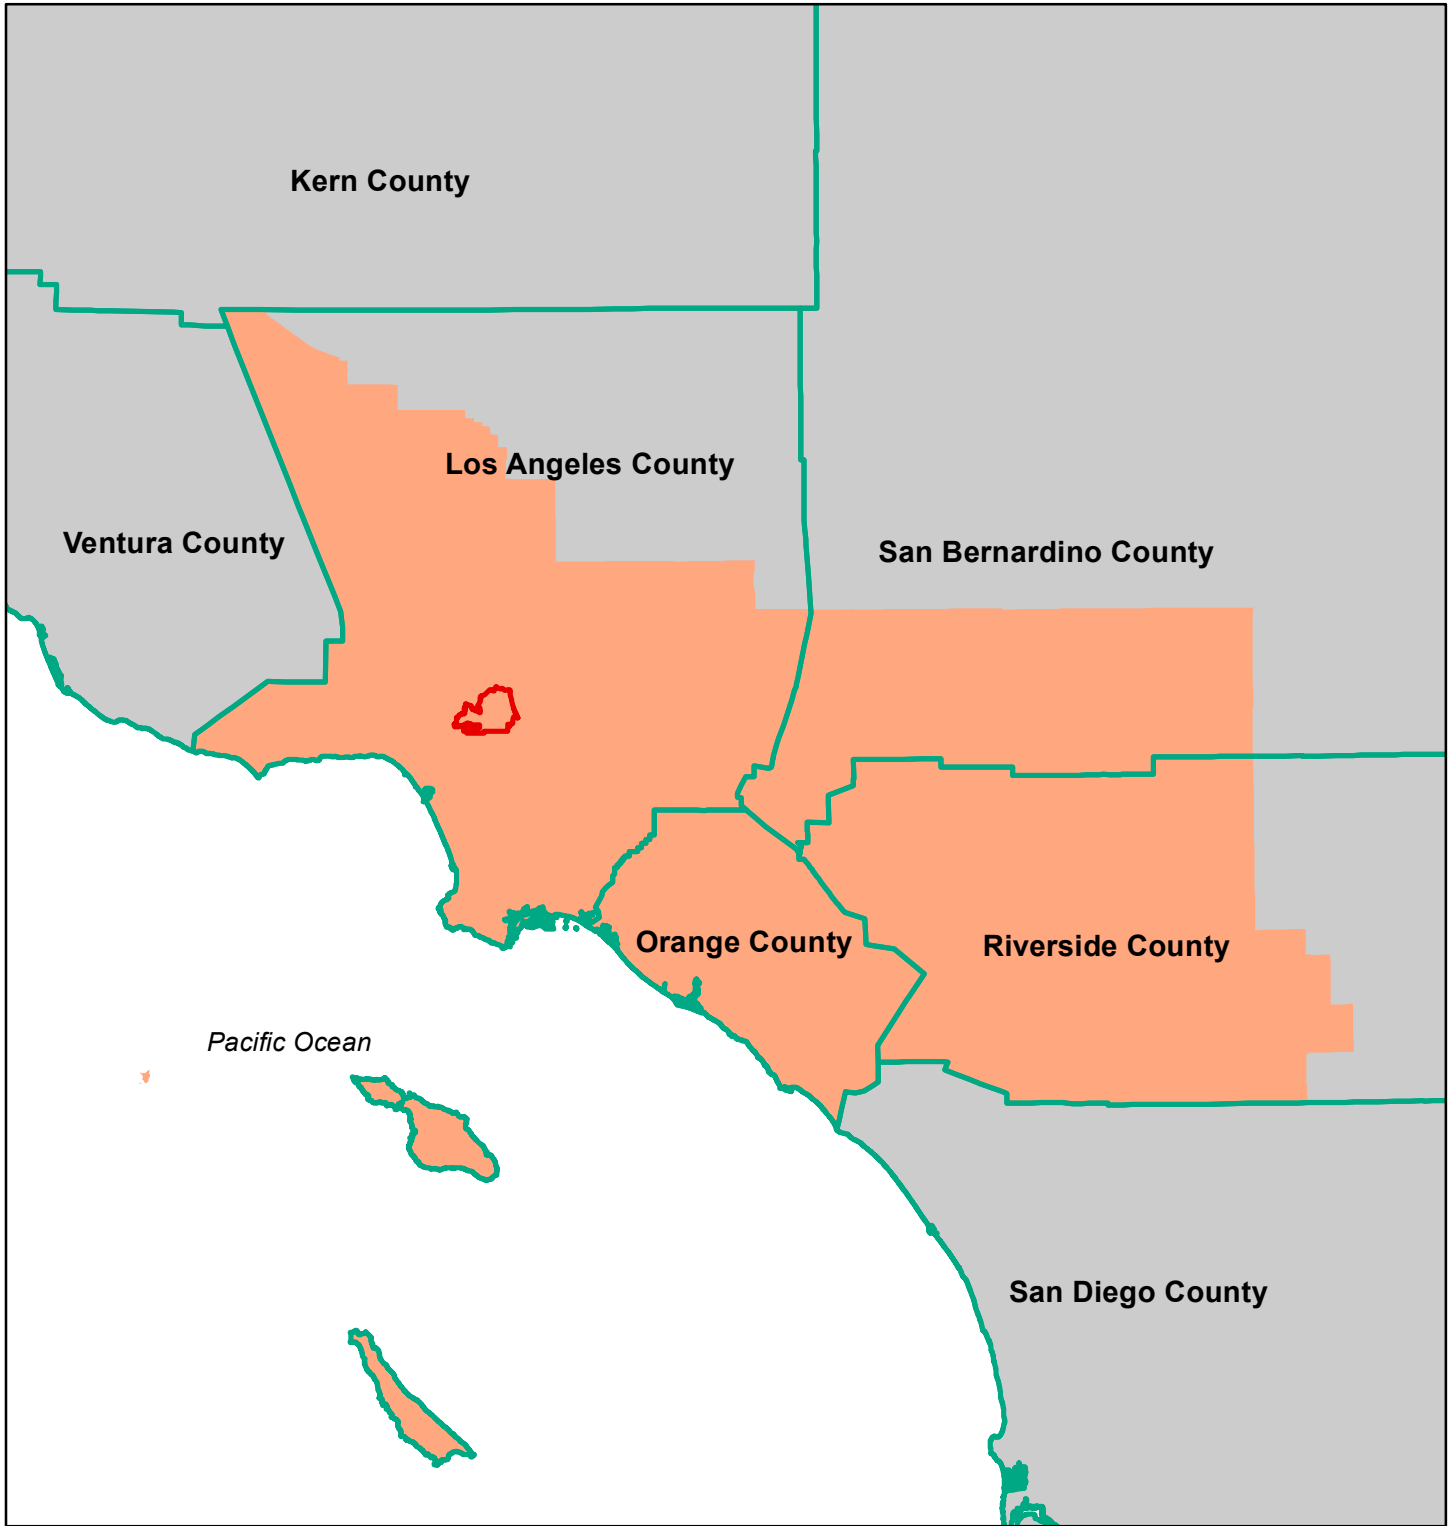 Kern County
Los Angeles County
Ventura County
San Bernardino County
Orange County
Riverside County
Pacific Ocean
San Diego County